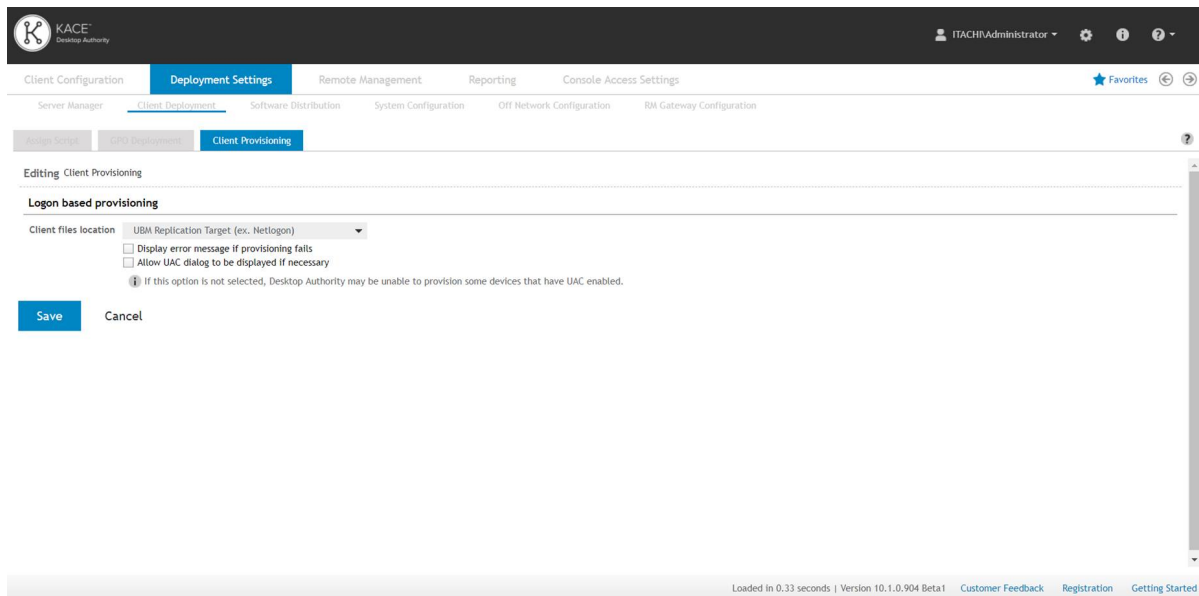 KACE
Desktop Authority
ITACHI\Administrator
Client Configuration Deployment Settings Remote Management Reporting Console Access Settings Favorites
Server Manager Client Deployment Software Distribution System Configuration Off Network Configuration RM Gateway Configuration
Assign Script GPO Deployment Client Provisioning ?
Editing Client Provisioning
Logon based provisioning
Client files location UBM Replication Target (ex. Netlogon)
Display error message if provisioning fails
Allow UAC dialog to be displayed if necessary
If this option is not selected, Desktop Authority may be unable to provision some devices that have UAC enabled.
Save Cancel
Loaded in 0.33 seconds | Version 10.1.0.904 Beta1 Customer Feedback Registration Getting Started